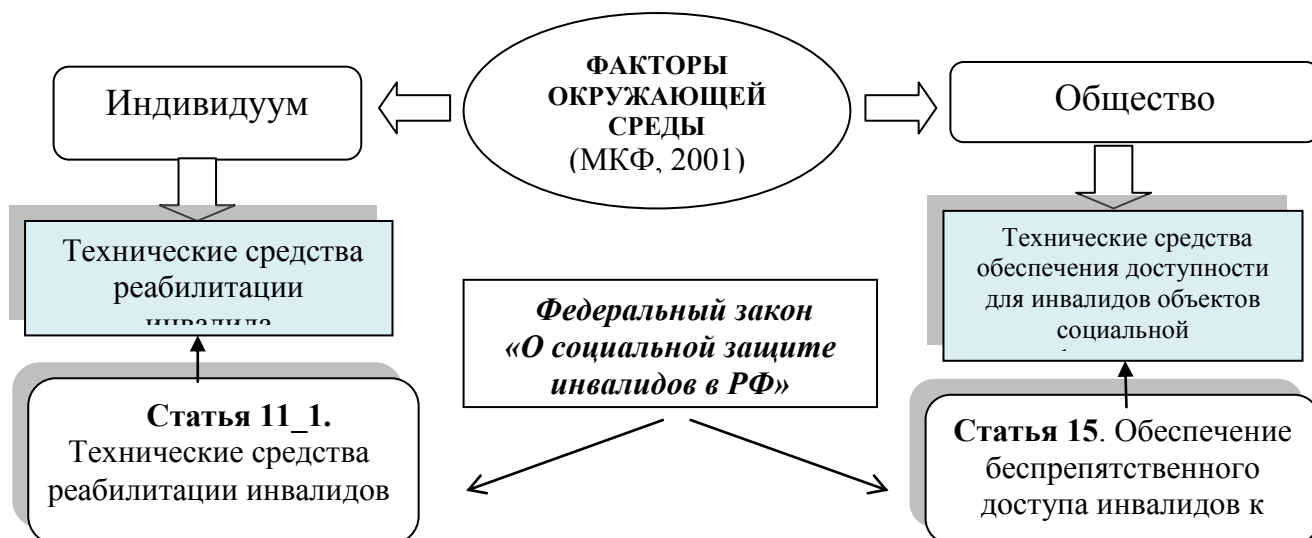 ФАКТОРЫ
ОКРУЖАЮЩЕЙ
СРЕДЫ
(МКФ, 2001)
Индивидуум
Общество
Технические средства
реабилитации
инвалида
Технические средства
обеспечения доступности
для инвалидов объектов
социальной
Федеральный закон
«О социальной защите
инвалидов в РФ»
Статья 11_1.
Технические средства
реабилитации инвалидов
Статья 15. Обеспечение
беспрепятственного
доступа инвалидов к